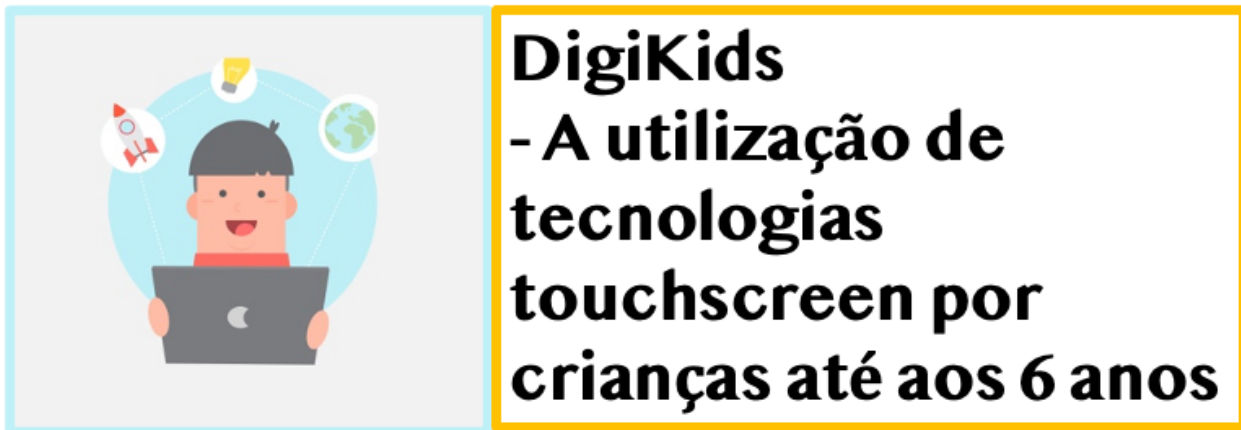 DigiKids
- A utilização de
tecnologias
touchscreen por
crianças até aos 6 anos